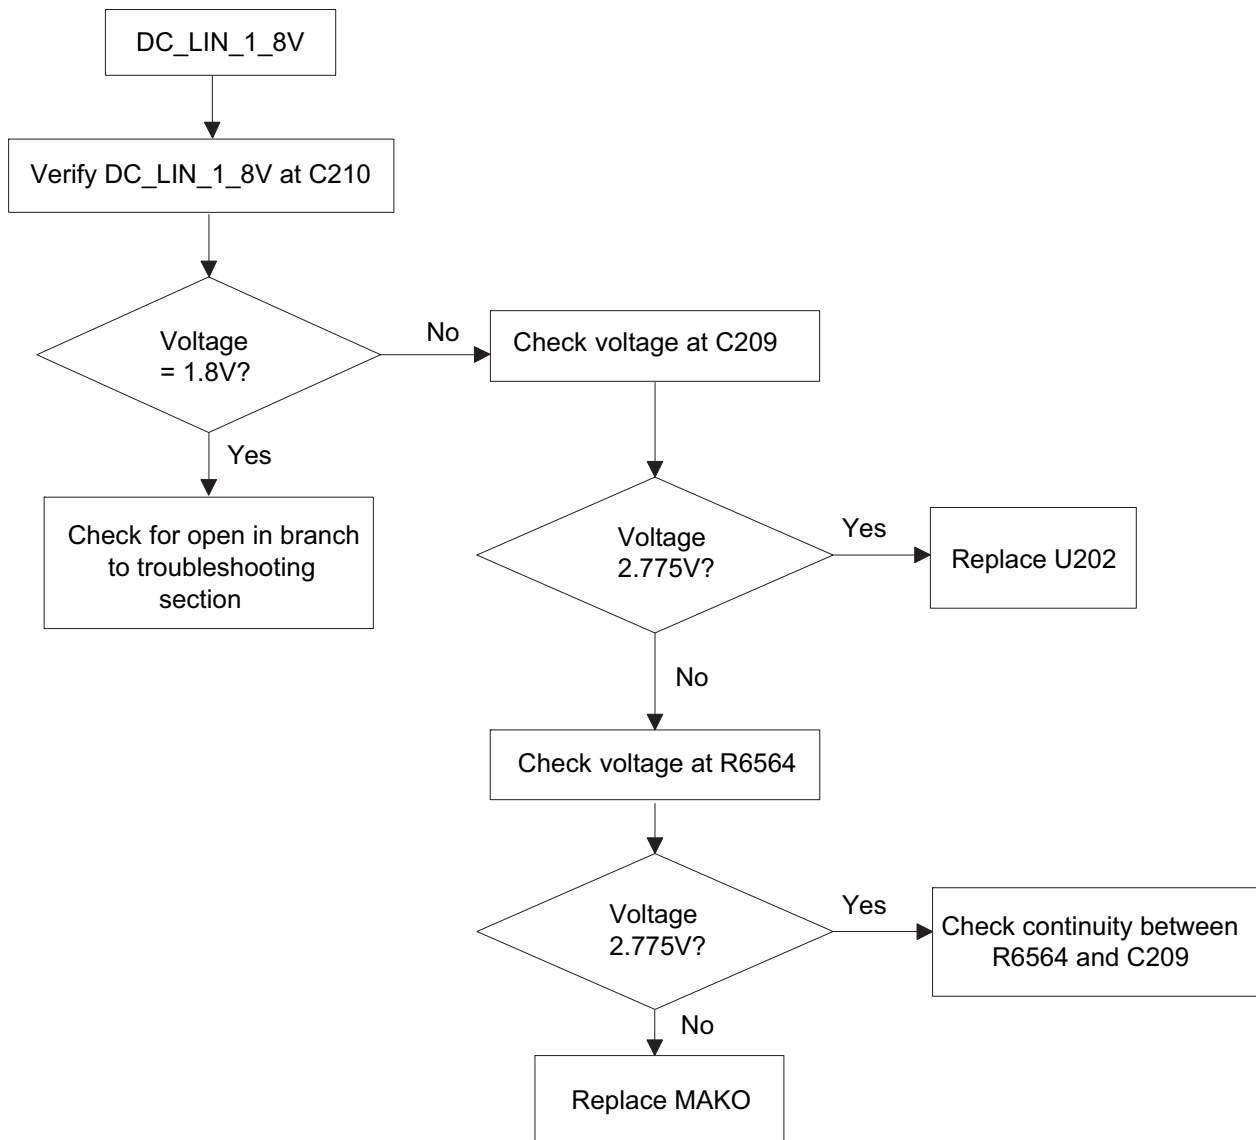 DC_LIN_1_8V
Verify DC_LIN_1_8V at C210
Voltage
= 1.8V?
No
Check voltage at C209
Yes
Check for open in branch
to troubleshooting
section
Voltage
2.775V?
Yes
Replace U202
No
Check voltage at R6564
Voltage
2.775V?
Yes
Check continuity between
R6564 and C209
No
Replace MAKO